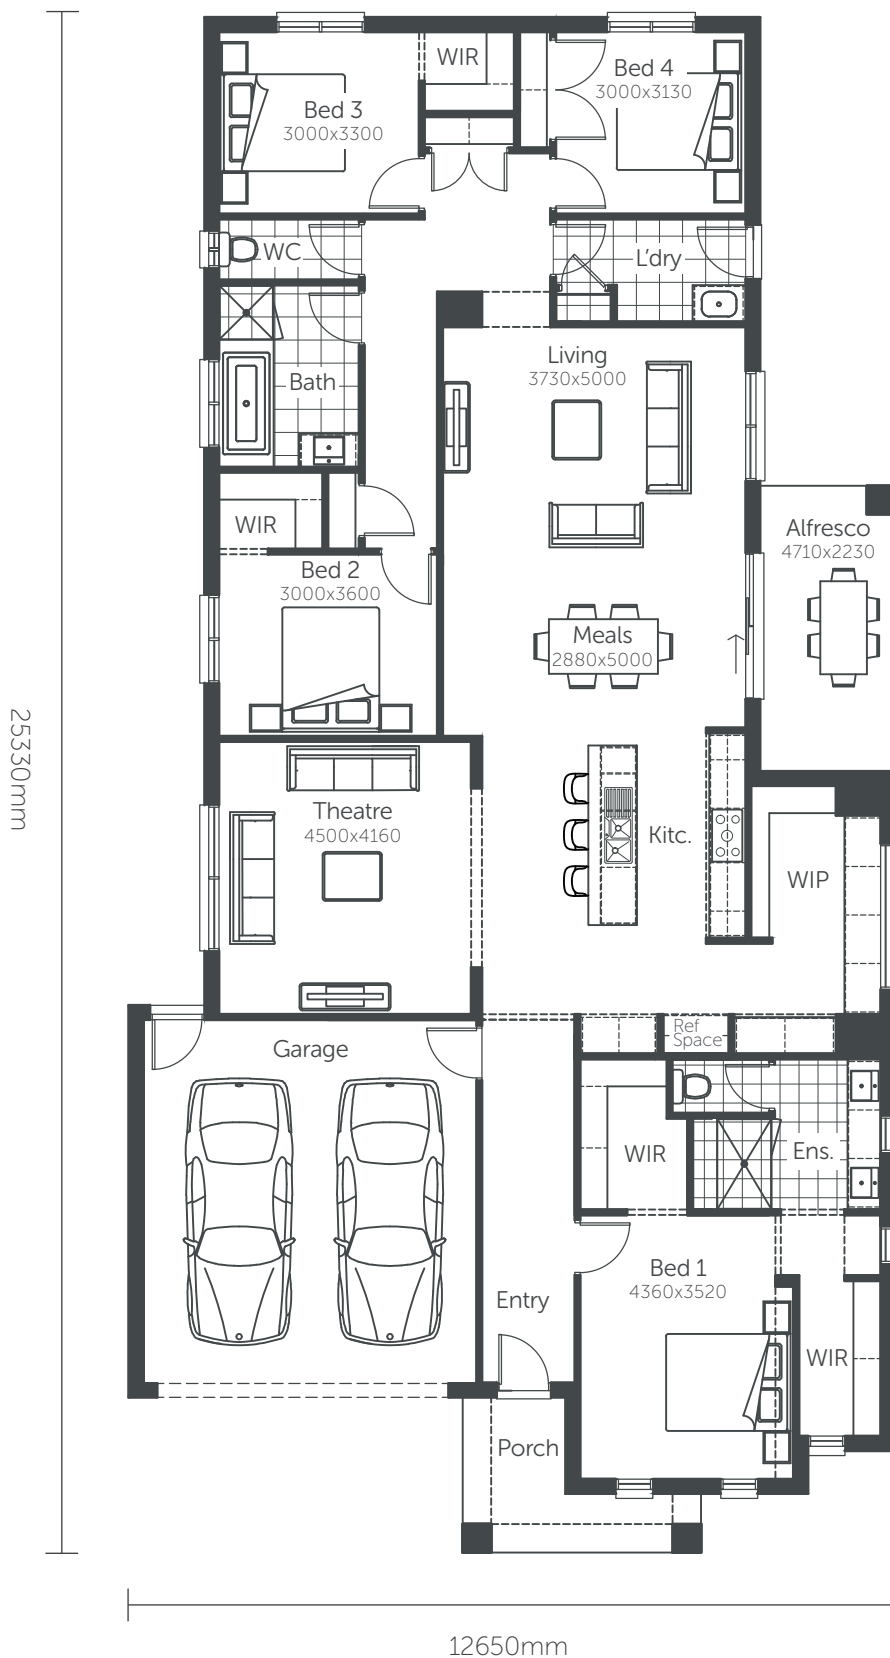 WIR
Bed 4
3000x3130
Bed 3
3000x3300
WC
L'dry
Living
3730x5000
Bath
WIR
Alfresco
4710x2230
Bed 2
3000x3600
Meals
2880x5000
25330mm
Theatre
4500x4160
Kitc.
WIP
Ref
Space
Garage
WIR
Ens.
Bed 1
4360x3520
Entry
WIR
Porch
12650mm